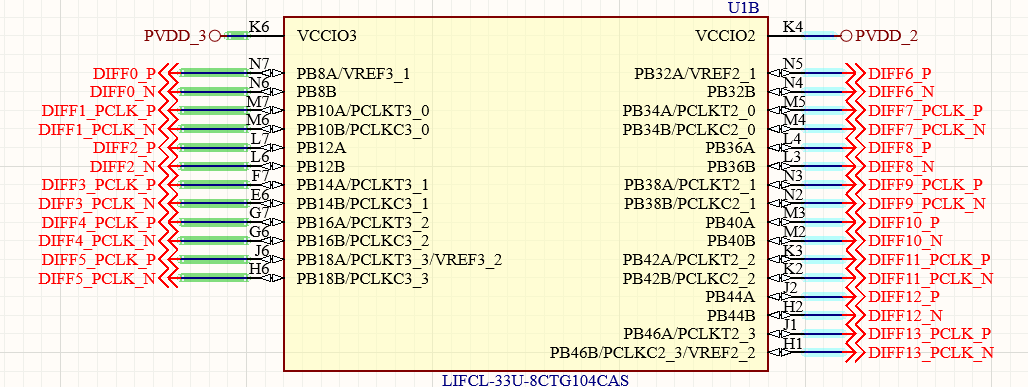 U1B
PVDD_3 K6 VCCIO3 VCCIO2 K4 PVDD_2
DIFF0_P N7 PB8A/VREF3_1 PB32A/VREF2_1 N5 DIFF6_P
DIFF0_N N6 PB8B PB32B N4 DIFF6_N
DIFF1_PCLK_P M7 PB10A/PCLKT3_0 PB34A/PCLKT2_0 M5 DIFF7_PCLK_P
DIFF1_PCLK_N M6 PB10B/PCLKC3_0 PB34B/PCLKC2_0 M4 DIFF7_PCLK_N
DIFF2_P L7 PB12A PB36A L4 DIFF8_P
DIFF2_N L6 PB12B PB36B L3 DIFF8_N
DIFF3_PCLK_P F7 PB14A/PCLKT3_1 PB38A/PCLKT2_1 N3 DIFF9_PCLK_P
DIFF3_PCLK_N E6 PB14B/PCLKC3_1 PB38B/PCLKC2_1 N2 DIFF9_PCLK_N
DIFF4_PCLK_P G7 PB16A/PCLKT3_2 PB40A M3 DIFF10_P
DIFF4_PCLK_N G6 PB16B/PCLKC3_2 PB40B M2 DIFF10_N
DIFF5_PCLK_P J6 PB18A/PCLKT3_3/VREF3_2 PB42A/PCLKT2_2 K3 DIFF11_PCLK_P
DIFF5_PCLK_N H6 PB18B/PCLKC3_3 PB42B/PCLKC2_2 K2 DIFF11_PCLK_N
PB44A J2 DIFF12_P
PB44B H2 DIFF12_N
PB46A/PCLKT2_3 J1 DIFF13_PCLK_P
PB46B/PCLKC2_3/VREF2_2 H1 DIFF13_PCLK_N
LIFCL-33U-8CTG104CAS